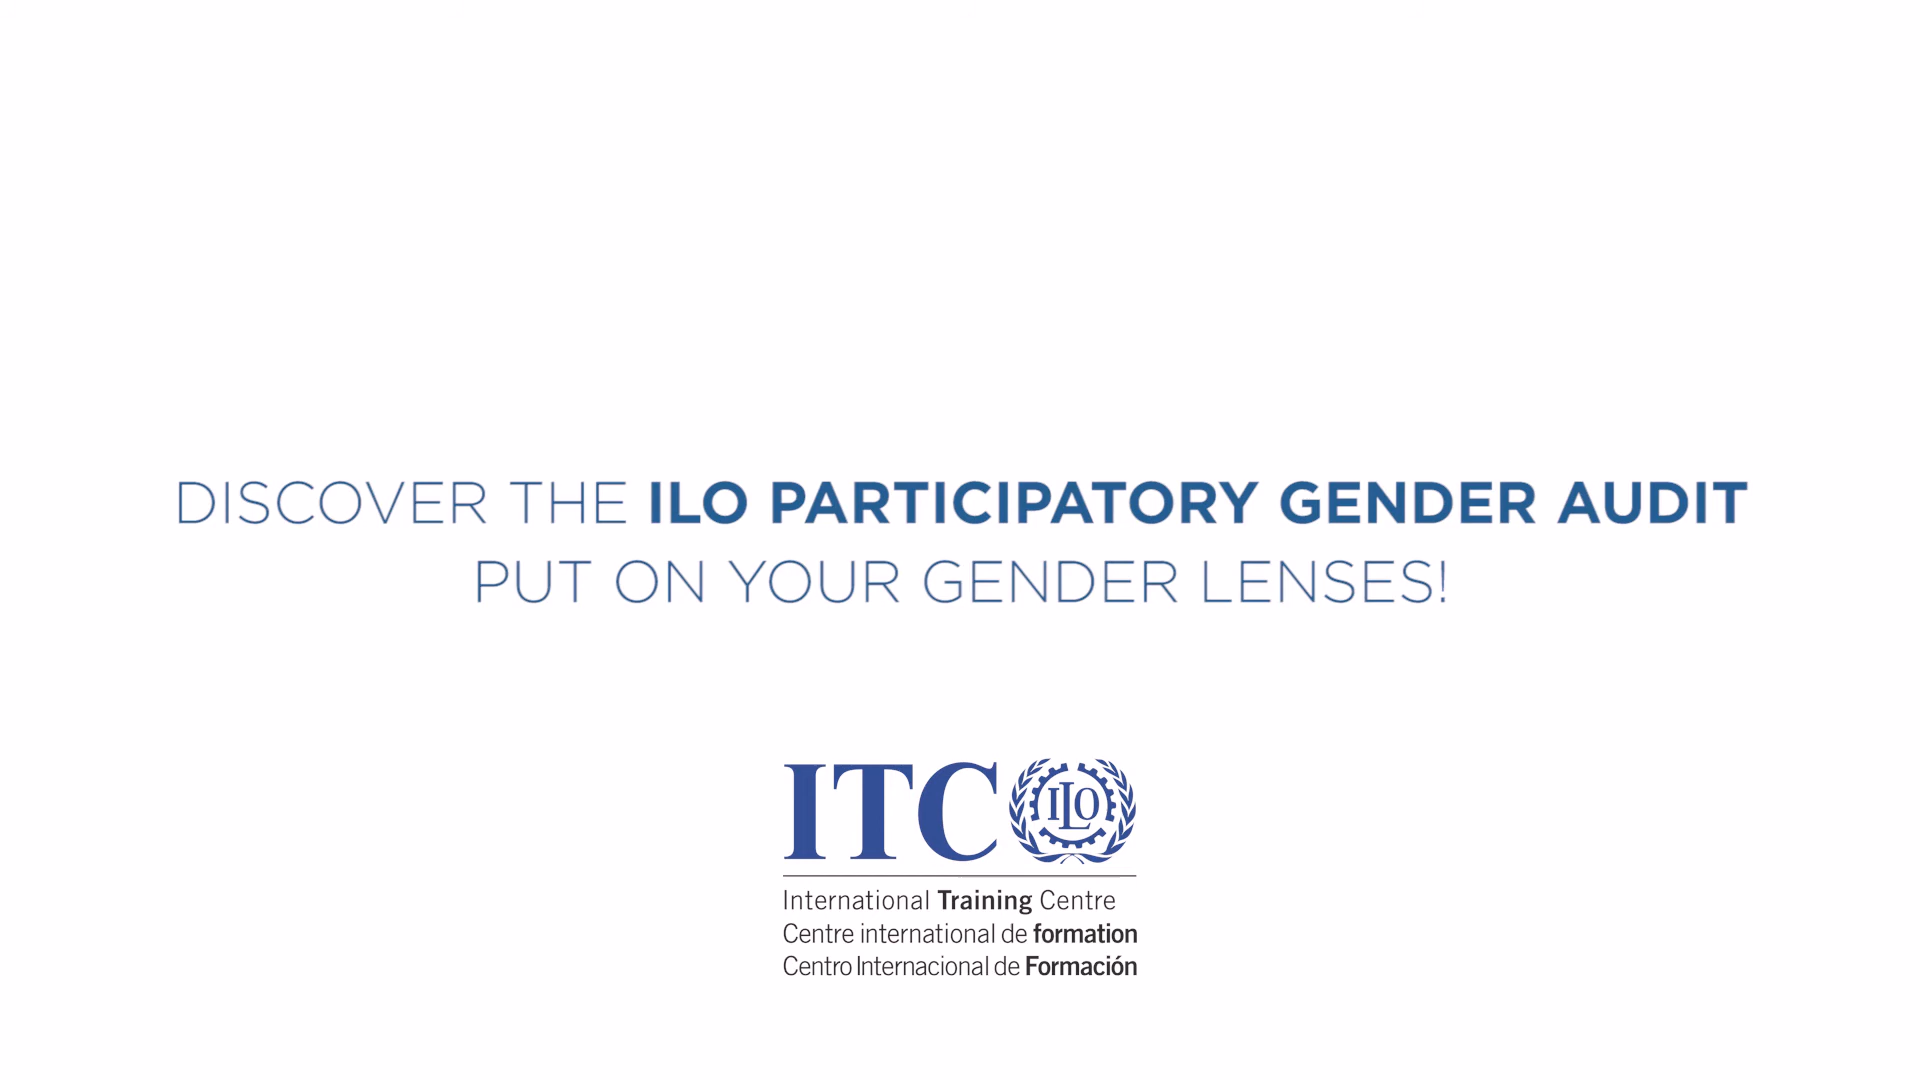 DISCOVER THE ILO PARTICIPATORY GENDER AUDIT
PUT ON YOUR GENDER LENSES!
ITC ILO
International Training Centre
Centre international de formation
Centro Internacional de Formación